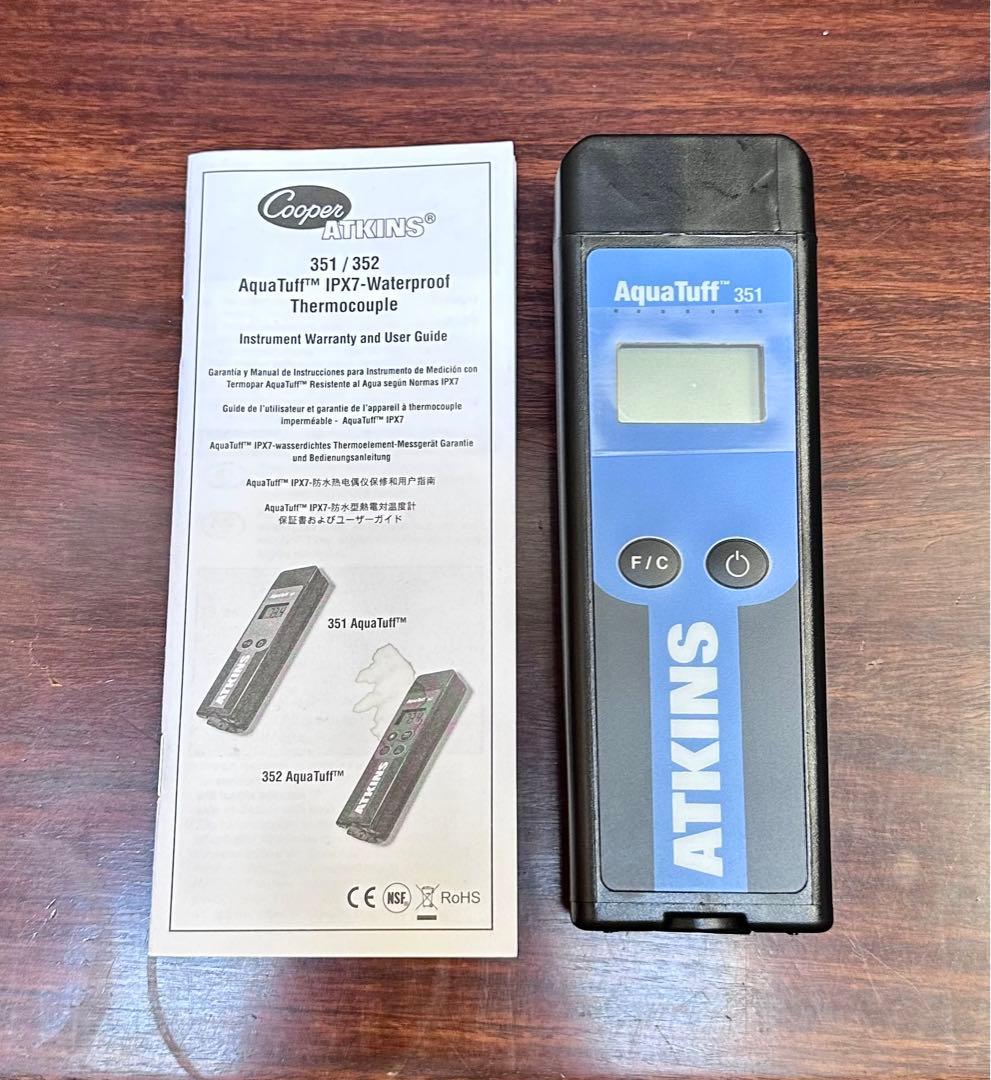 Cooper
ATKINS®
351 / 352
AquaTuff™ IPX7-Waterproof
Thermocouple
Instrument Warranty and User Guide
Garantía y Manual de Instrucciones para Instrumento de Medición con
Termopar AquaTuff™ Resistente al Agua según Normas IPX7
Guide de l'utilisateur et garantie de l'appareil à thermocouple
imperméable - AquaTuff™ IPX7
AquaTuff™ IPX7-wasserdichtes Thermoelement-Messgerät Garantie
und Bedienungsanleitung
AquaTuff™ IPX7-防水热电偶仪保修和用户指南
AquaTuff™ IPX7-防水型熱電対温度計
保証書およびユーザーガイド
ATKINS
351 AquaTuff™
ATKINS
352 AquaTuff™
CE NSF RoHS
AquaTuff™ 351
F/C
ATKINS